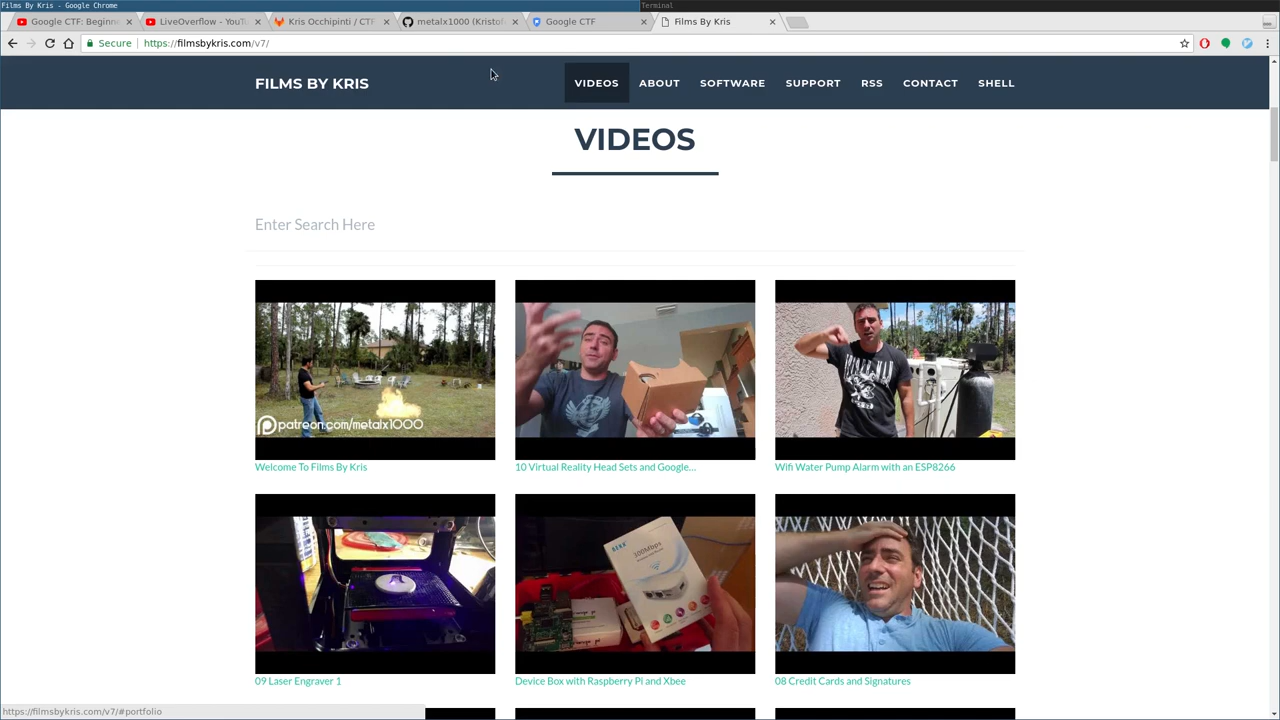 Films By Kris - Google Chrome
Terminal
Google CTF: Beginne
LiveOverflow - YouTu
Kris Occhipinti / CTF
metalx1000 (Kristof
Google CTF
Films By Kris
Secure
https://filmsbykris.com/v7/
FILMS BY KRIS
VIDEOS
ABOUT
SOFTWARE
SUPPORT
RSS
CONTACT
SHELL
VIDEOS
Enter Search Here
patreon.com/metalx1000
300Mbps
Welcome To Films By Kris
10 Virtual Reality Head Sets and Google...
Wifi Water Pump Alarm with an ESP8266
09 Laser Engraver 1
Device Box with Raspberry Pi and Xbee
08 Credit Cards and Signatures
https://filmsbykris.com/v7/#portfolio